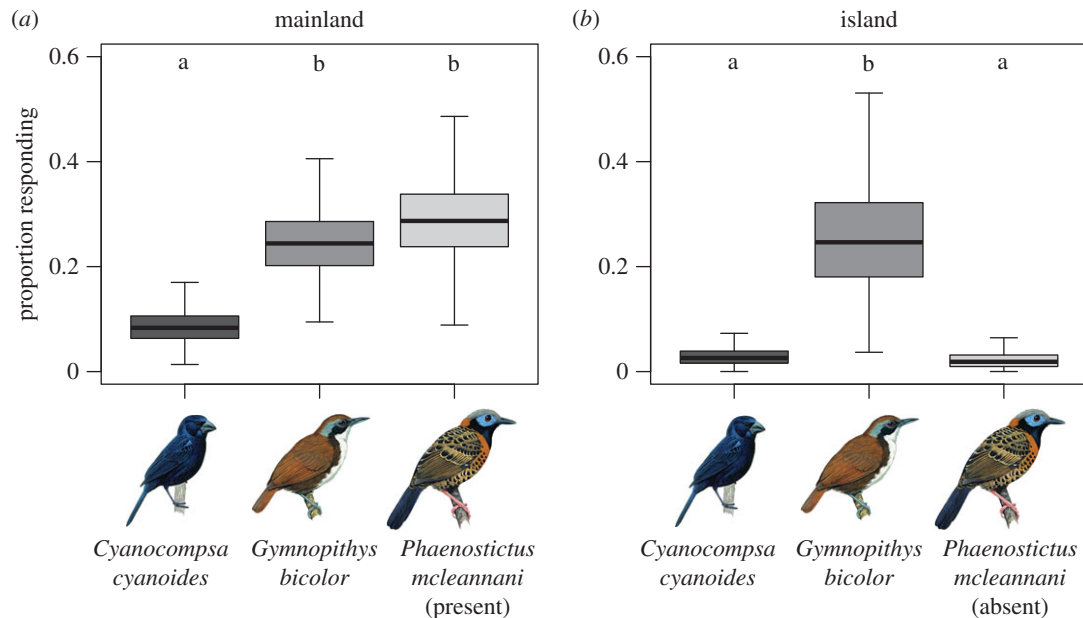 (a)
mainland
a
b
b
0.6
0.4
0.2
0
proportion responding
Cyanocompsa
cyanoides
Gymnopithys
bicolor
Phaenostictus
mcleannani
(present)
(b)
island
a
b
a
0.6
0.4
0.2
0
Cyanocompsa
cyanoides
Gymnopithys
bicolor
Phaenostictus
mcleannani
(absent)